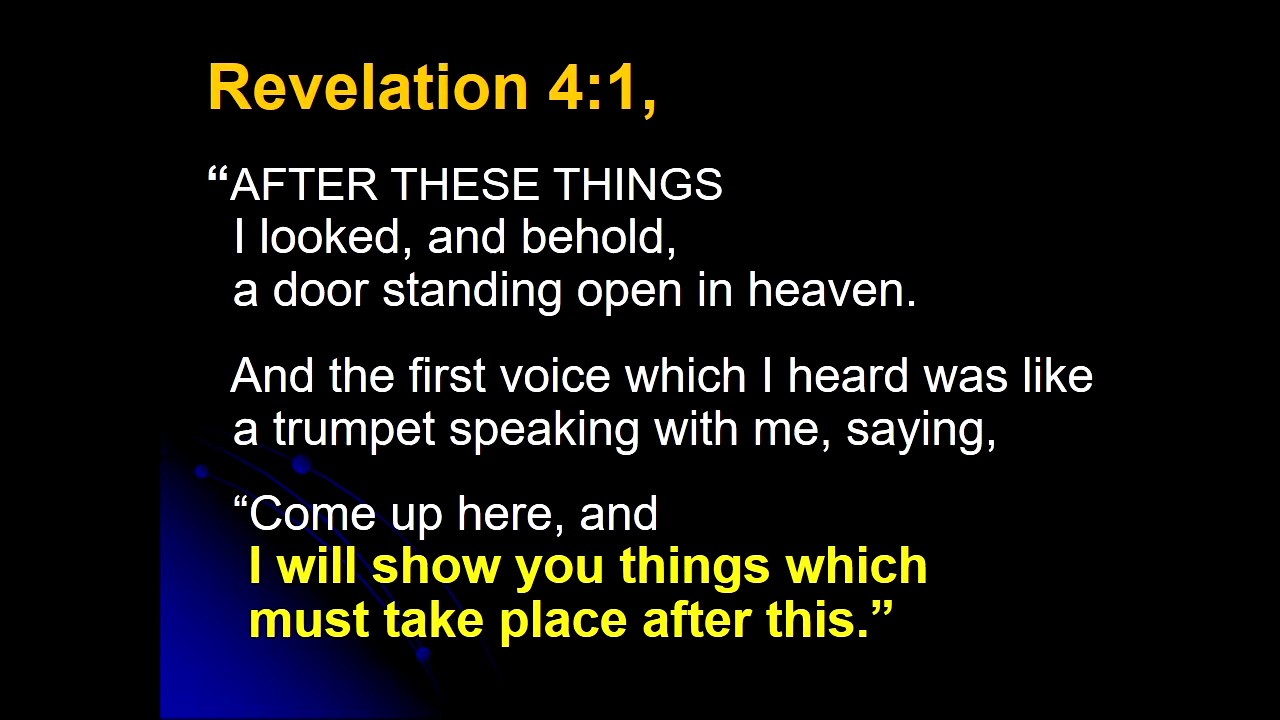 Revelation 4:1,
“AFTER THESE THINGS
I looked, and behold,
a door standing open in heaven.
And the first voice which I heard was like
a trumpet speaking with me, saying,
“Come up here, and
I will show you things which
must take place after this.”